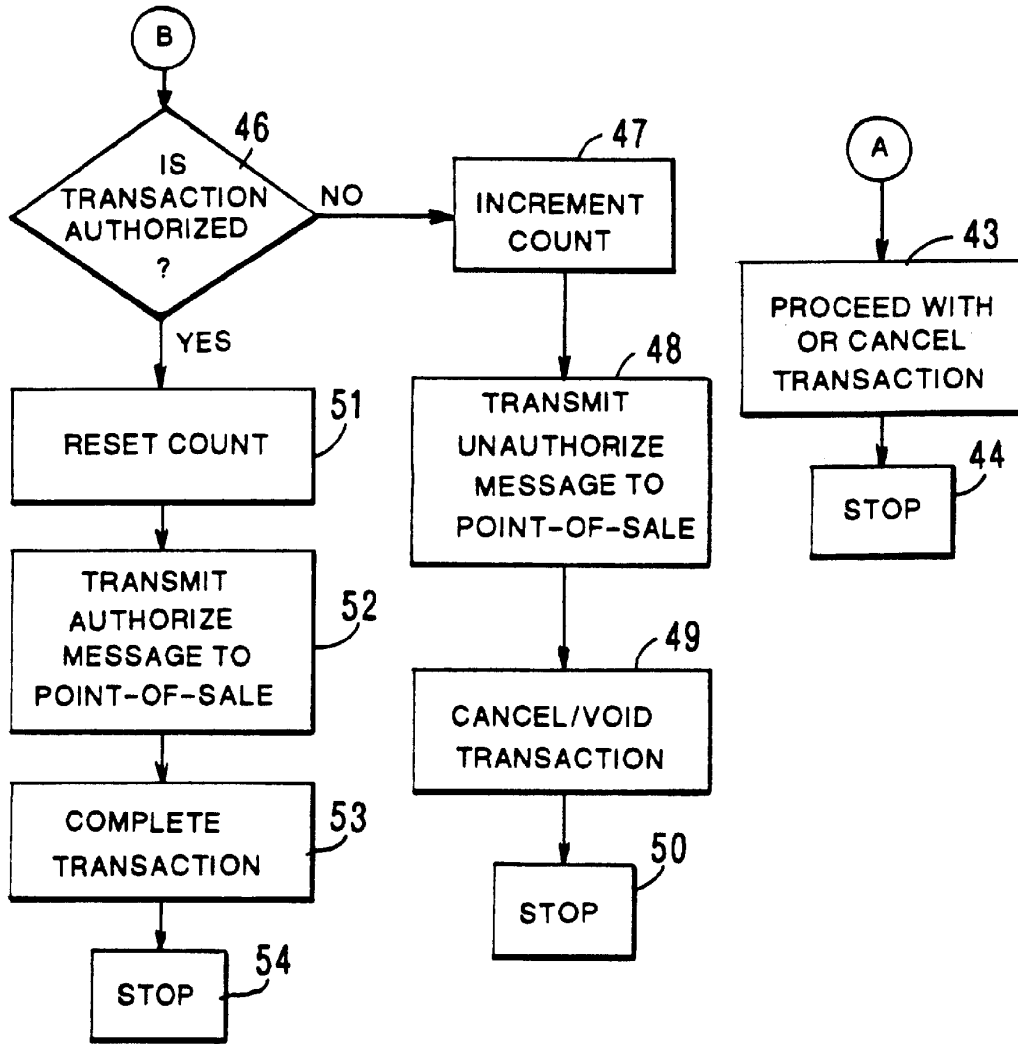 B
46
IS
TRANSACTION
AUTHORIZED
?
NO
YES
47
INCREMENT
COUNT
A
43
PROCEED WITH
OR CANCEL
TRANSACTION
44
STOP
51
RESET COUNT
48
TRANSMIT
UNAUTHORIZE
MESSAGE TO
POINT-OF-SALE
52
TRANSMIT
AUTHORIZE
MESSAGE TO
POINT-OF-SALE
49
CANCEL/VOID
TRANSACTION
53
COMPLETE
TRANSACTION
50
STOP
54
STOP